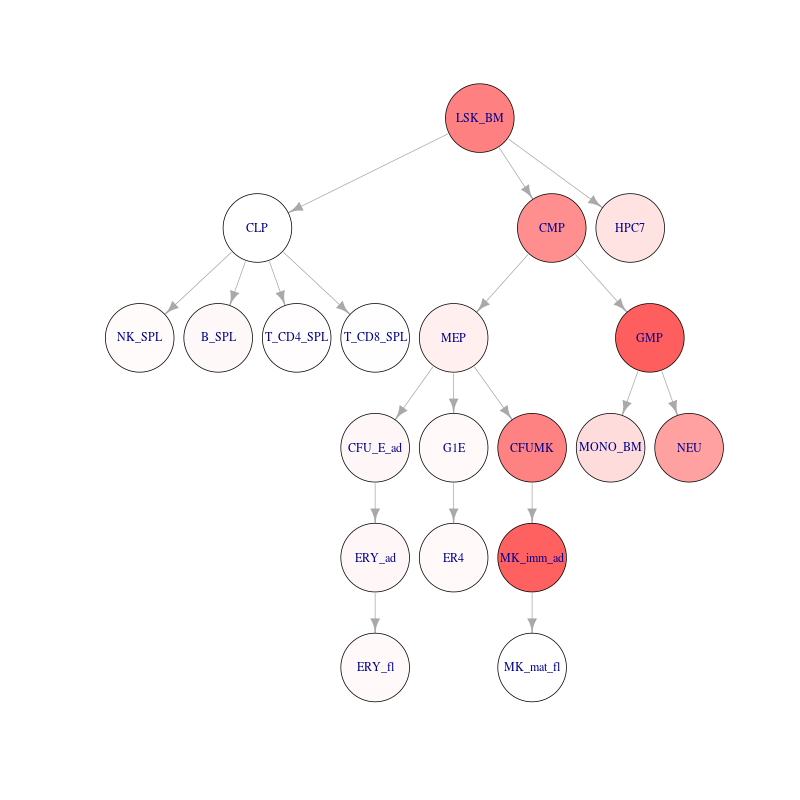 LSK_BM
CLP
CMP
HPC7
NK_SPL
B_SPL
T_CD4_SPL
T_CD8_SPL
MEP
GMP
CFU_E_ad
G1E
CFUMK
MONO_BM
NEU
ERY_ad
ER4
MK_imm_ad
ERY_fl
MK_mat_fl